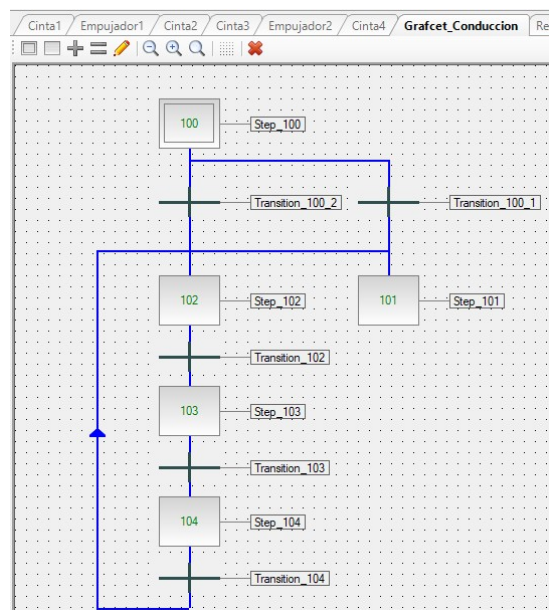 Cinta1 Empujador1 Cinta2 Cinta3 Empujador2 Cinta4 Grafcet_Conduccion Re
100 Step_100
Transition_100_2 Transition_100_1
102 Step_102 101 Step_101
Transition_102
103 Step_103
Transition_103
104 Step_104
Transition_104